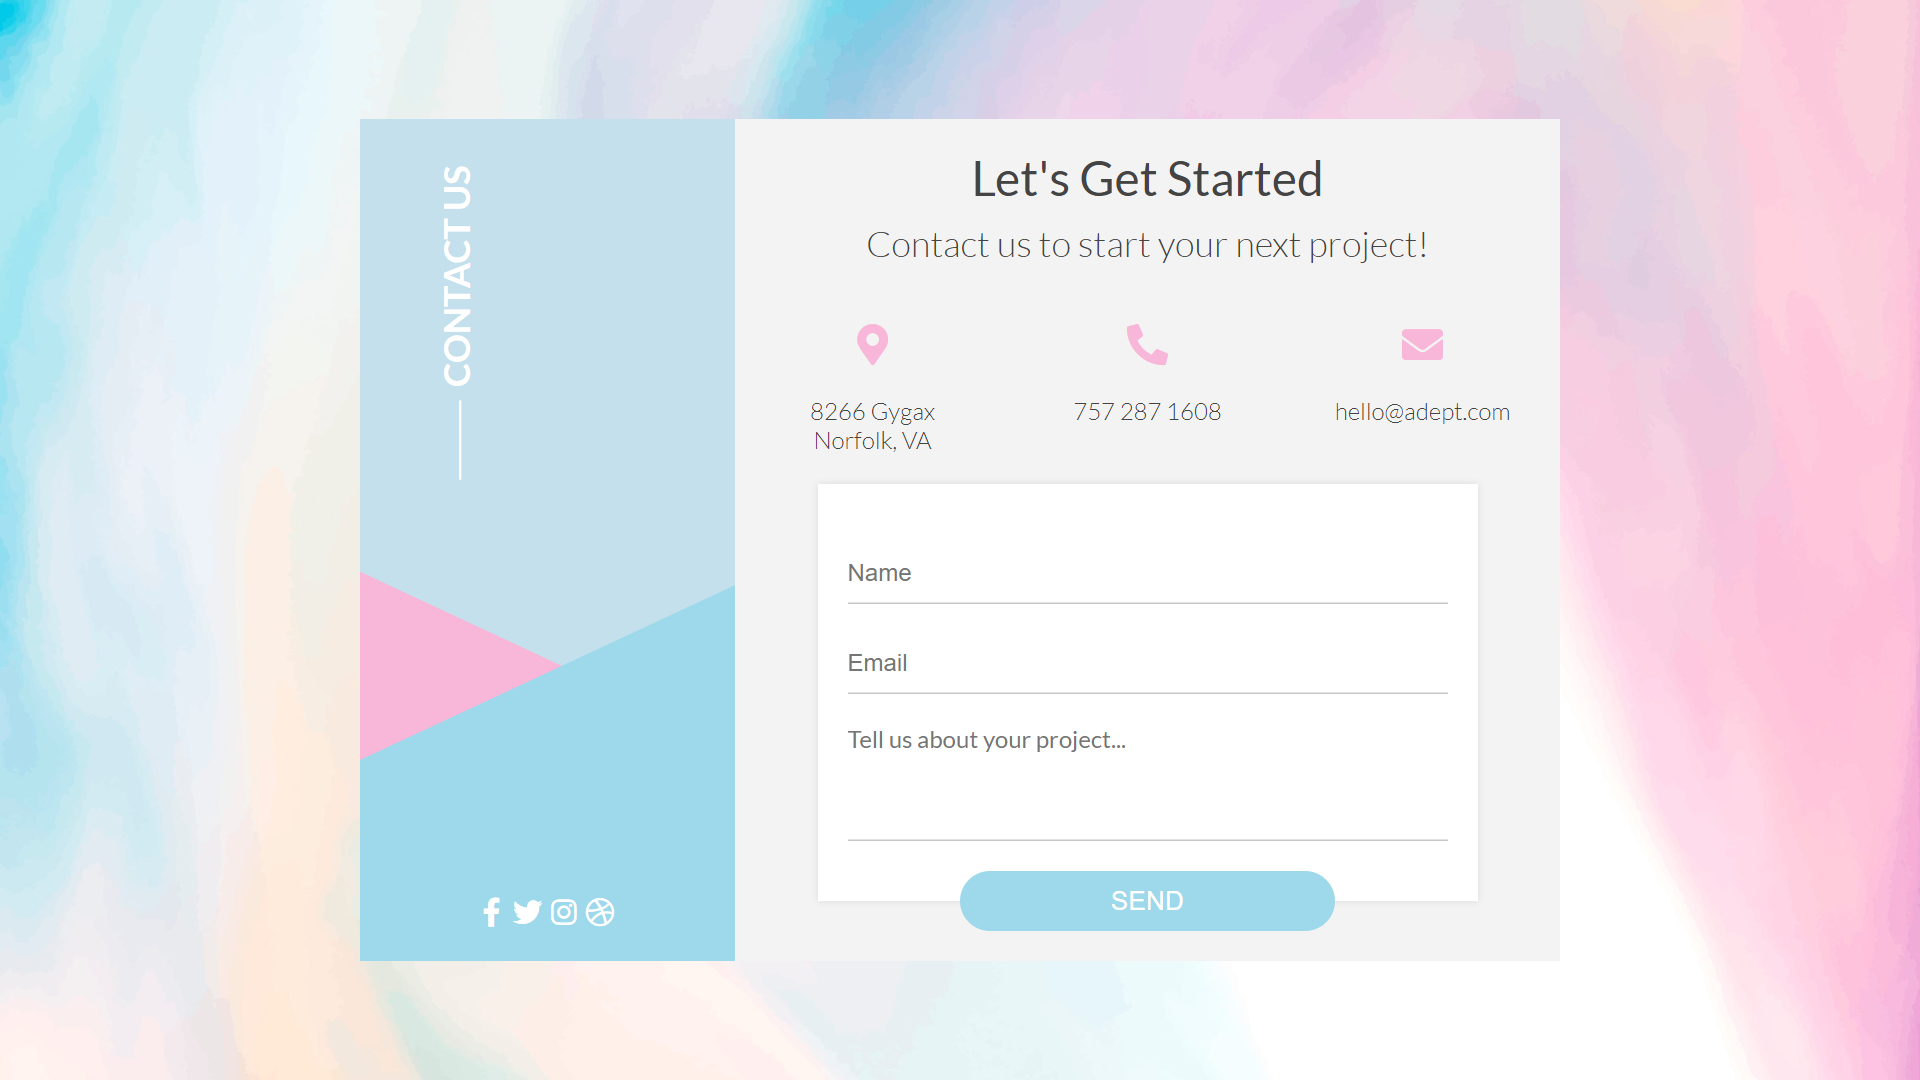 CONTACT US
Let's Get Started
Contact us to start your next project!
8266 Gygax
Norfolk, VA
757 287 1608
hello@adept.com
Name
Email
Tell us about your project...
SEND